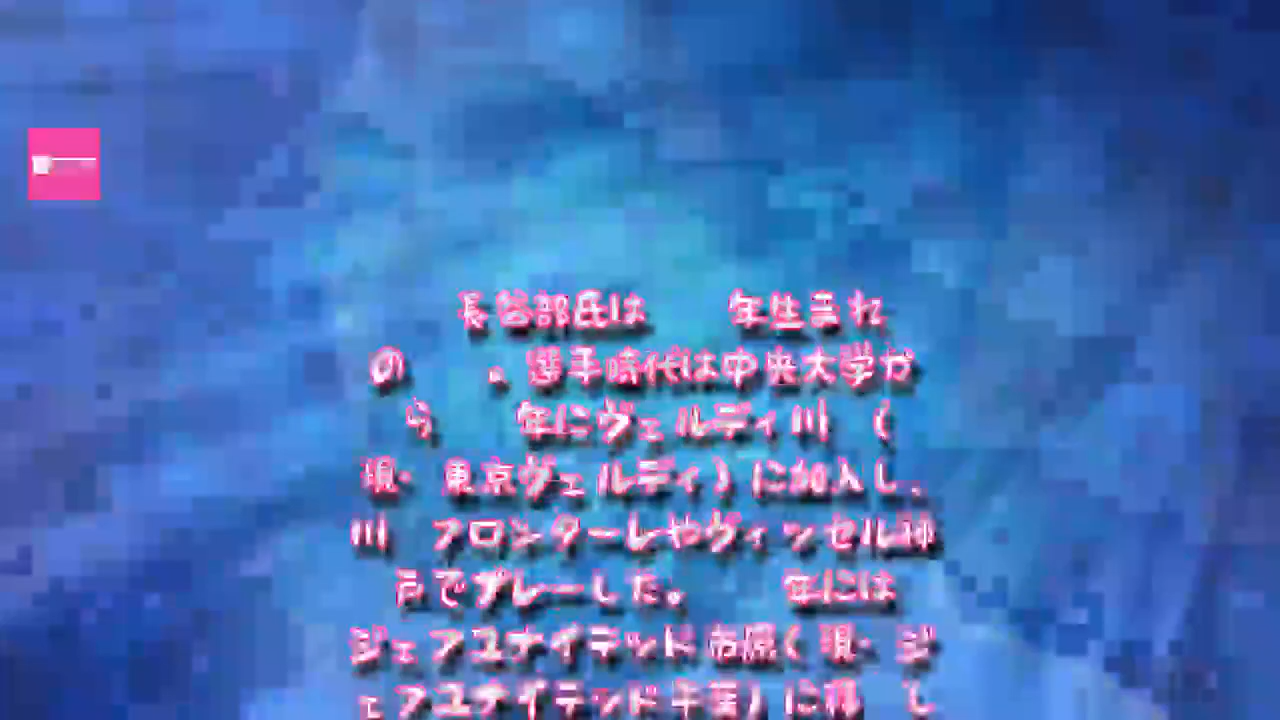 長谷部氏は 年生まれ
の 。選手時代は中央大学か
ら 年にヴェルディ川 (
現・東京ヴェルディ)に加入し、
川 フロンターレやヴィッセル神
戸でプレーした。 年には
ジェフユナイテッド市原(現・ジ
ェフユナイテッド千葉)に移 し